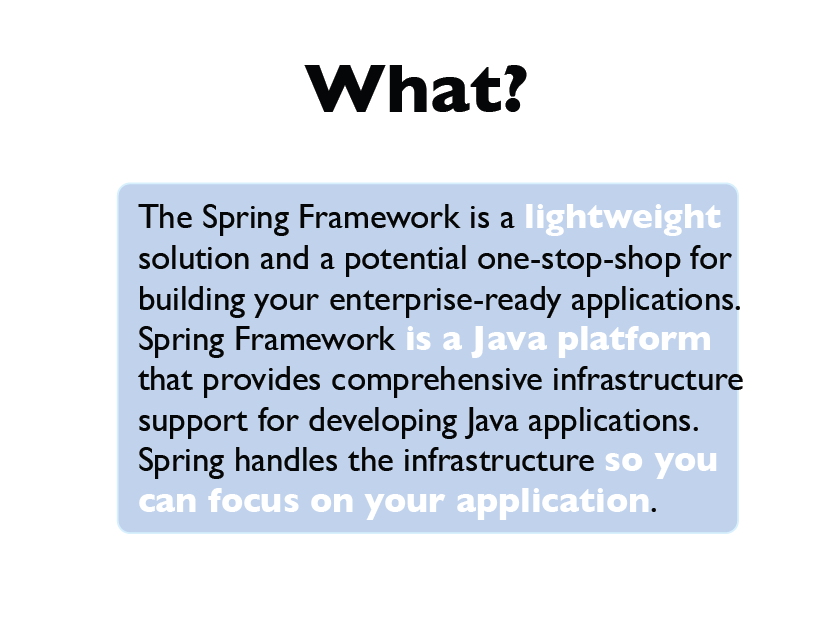 What?
The Spring Framework is a lightweight
solution and a potential one-stop-shop for
building your enterprise-ready applications.
Spring Framework is a Java platform
that provides comprehensive infrastructure
support for developing Java applications.
Spring handles the infrastructure so you
can focus on your application.